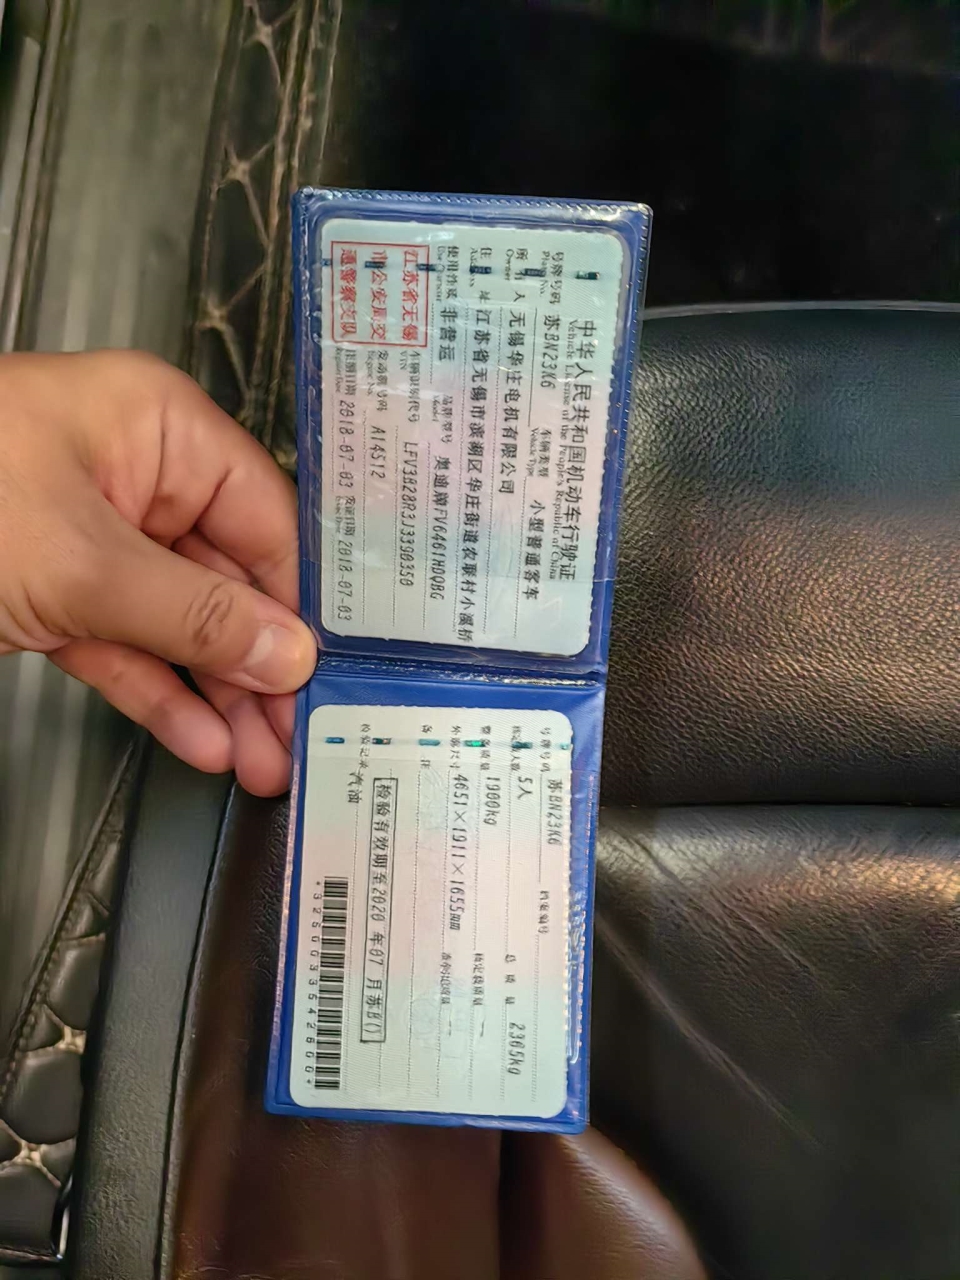 中华人民共和国机动车行驶证
Vehicle License of the People's Republic of China
号牌号码 苏BN23K6 车辆类型 小型普通客车
Plate No. Vehicle Type
所有人 无锡华庄电机有限公司
Owner
住址 江苏省无锡市滨湖区华庄街道农联村小溪桥
Address
使用性质 非营运 品牌型号 奥迪牌FV6461HDQBG
Use Character Model
江苏省无锡
市公安局交
通警察支队
车辆识别代号 LFV3B28R3J3390350
VIN
发动机号码 A14512
Engine No.
注册日期 2018-07-03 发证日期 2018-07-03
Register Date Issue Date
号牌号码 苏BN23K6 档案编号
核定载人数 5人 总质量 2365kg
整备质量 1900kg 核定载质量 --
外廓尺寸 4651×1911×1655mm 准牵引总质量 --
备注
检验有效期至2020年07月苏B()
检验记录 汽油
*3250033542600*